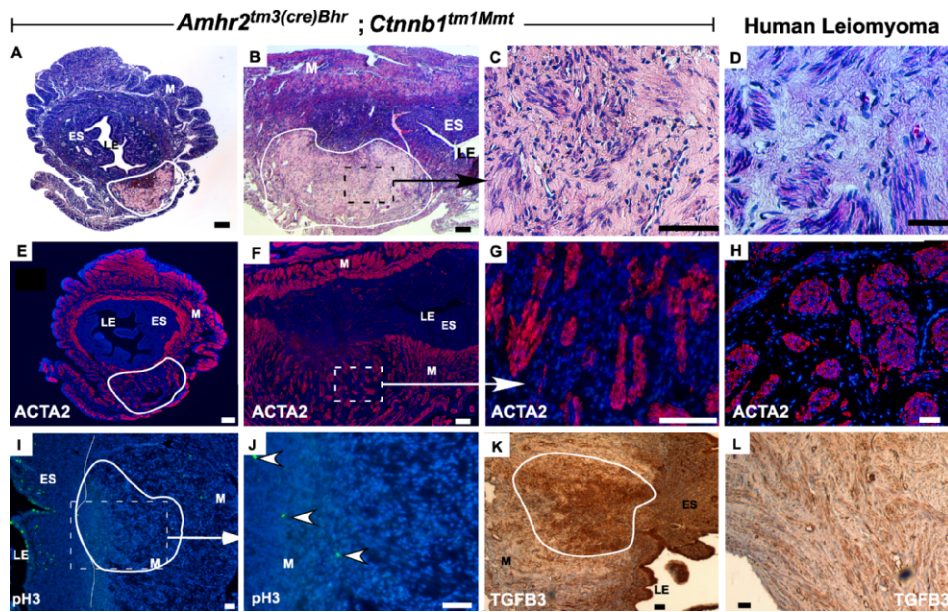 Amhr2tm3(cre)Bhr ; Ctnnb1tm1Mmt
Human Leiomyoma
A
M
ES
LE
B
M
ES
LE
C
D
E
LE
ES
M
ACTA2
F
M
LE
ES
M
ACTA2
G
ACTA2
H
ACTA2
I
ES
M
LE
M
pH3
J
M
pH3
K
ES
M
LE
TGFB3
L
TGFB3